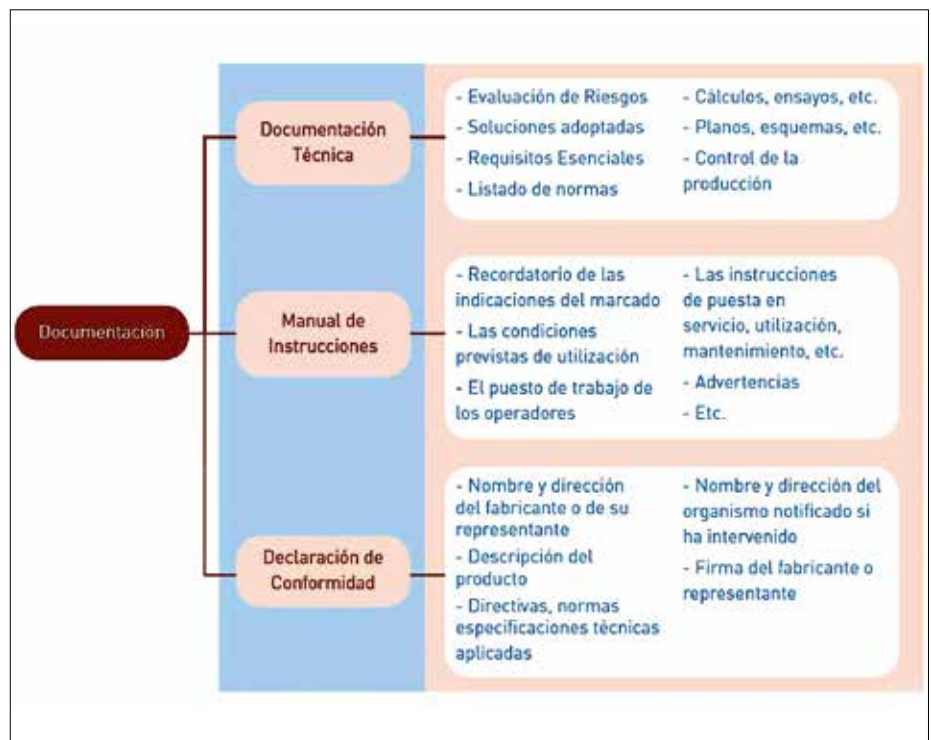 Documentación
Documentación
Técnica
- Evaluación de Riesgos
- Soluciones adoptadas
- Requisitos Esenciales
- Listado de normas
- Cálculos, ensayos, etc.
- Planos, esquemas, etc.
- Control de la
producción
Manual de
Instrucciones
- Recordatorio de las
indicaciones del marcado
- Las condiciones
previstas de utilización
- El puesto de trabajo de
los operadores
- Las instrucciones
de puesta en
servicio, utilización,
mantenimiento, etc.
- Advertencias
- Etc.
Declaración de
Conformidad
- Nombre y dirección
del fabricante o de su
representante
- Descripción del
producto
- Directivas, normas
especificaciones técnicas
aplicadas
- Nombre y dirección del
organismo notificado si
ha intervenido
- Firma del fabricante o
representante